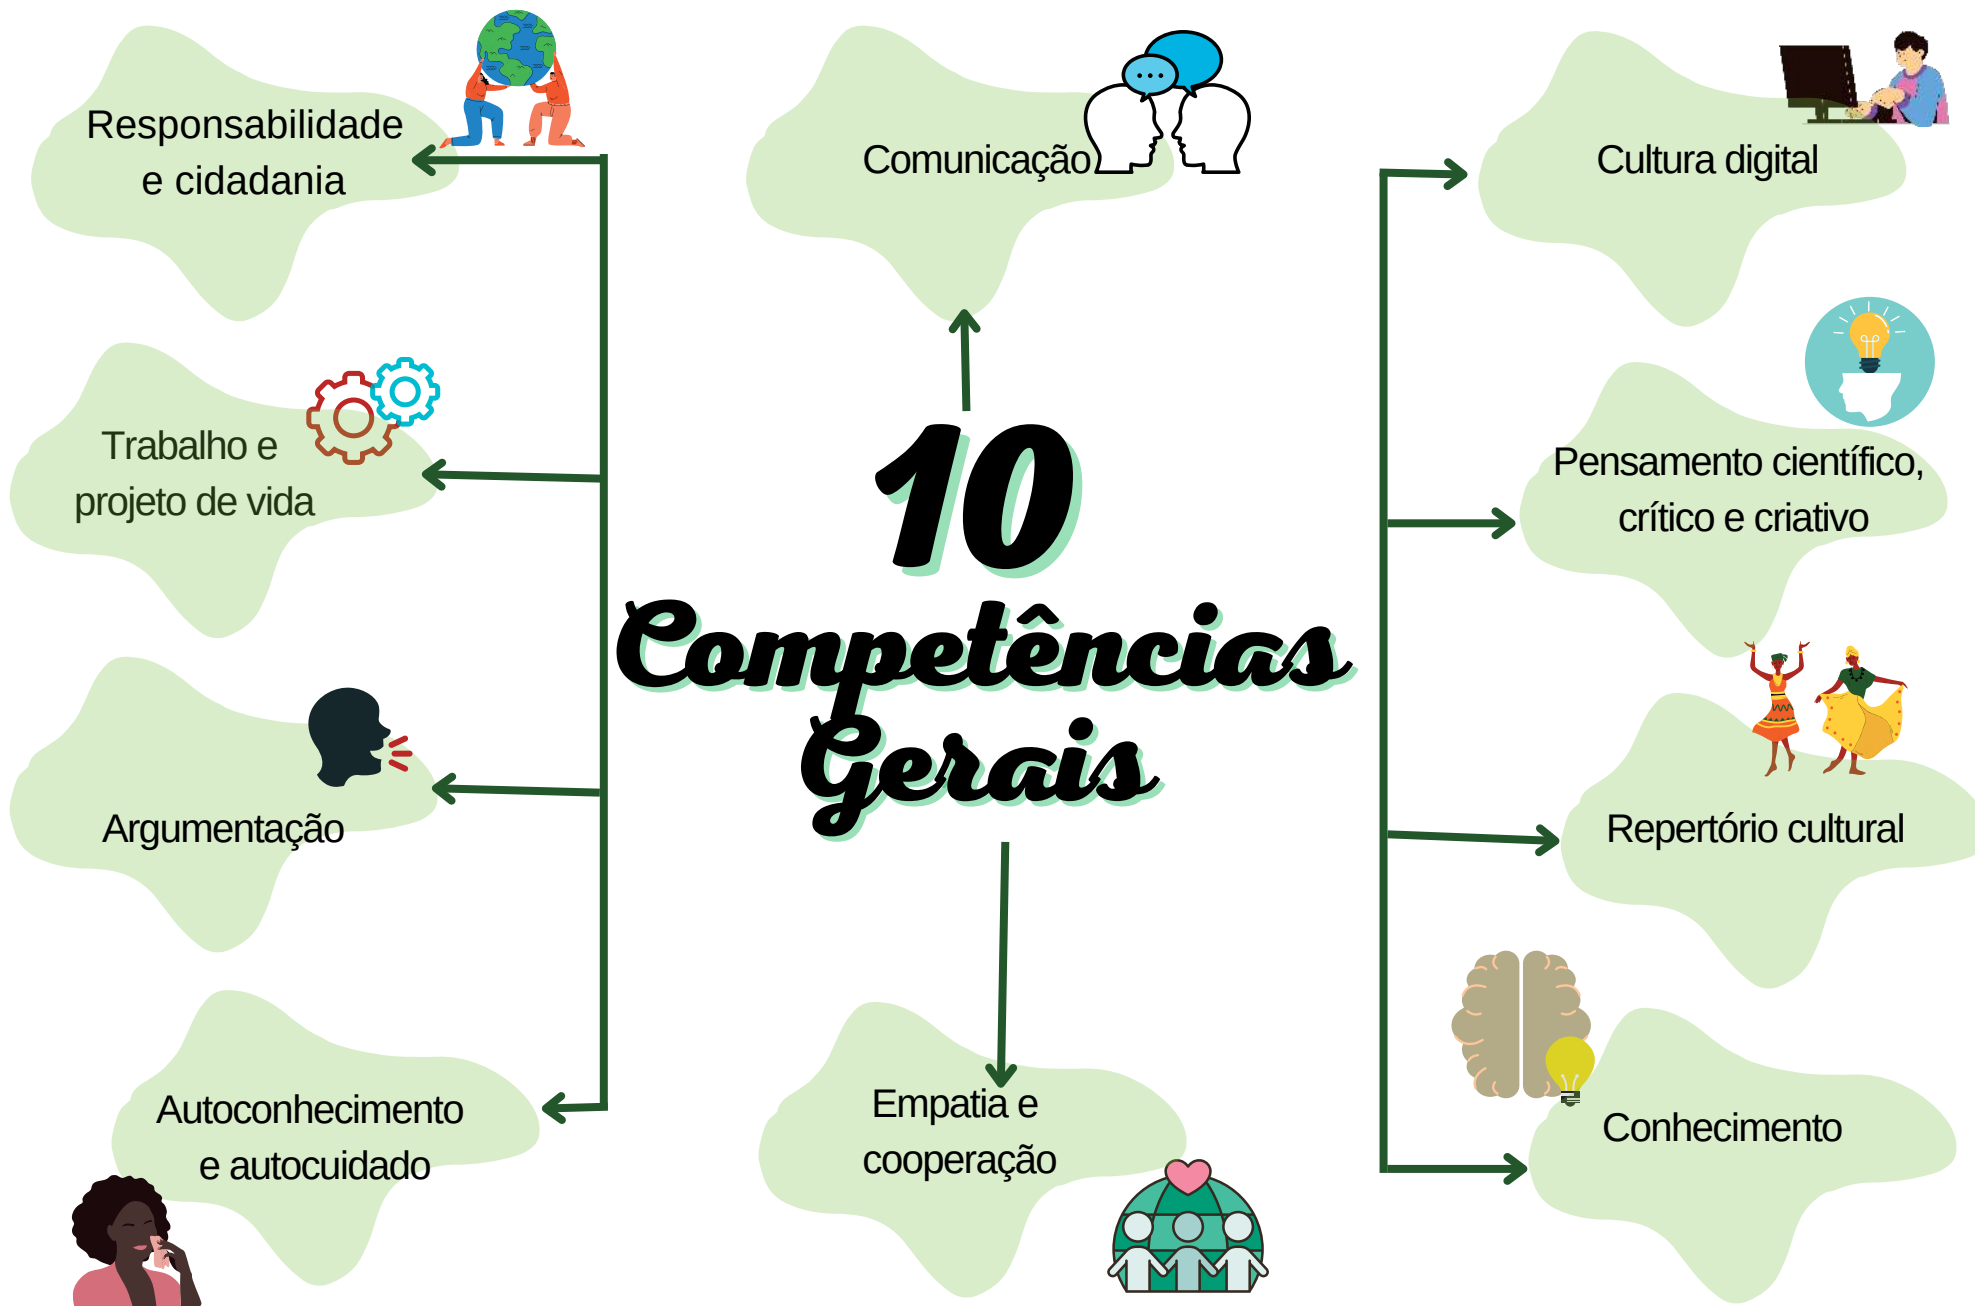 Responsabilidade
e cidadania
Comunicação
Cultura digital
Trabalho e
projeto de vida
10
Competências
Gerais
Pensamento científico,
crítico e criativo
Argumentação
Repertório cultural
Autoconhecimento
e autocuidado
Empatia e
cooperação
Conhecimento